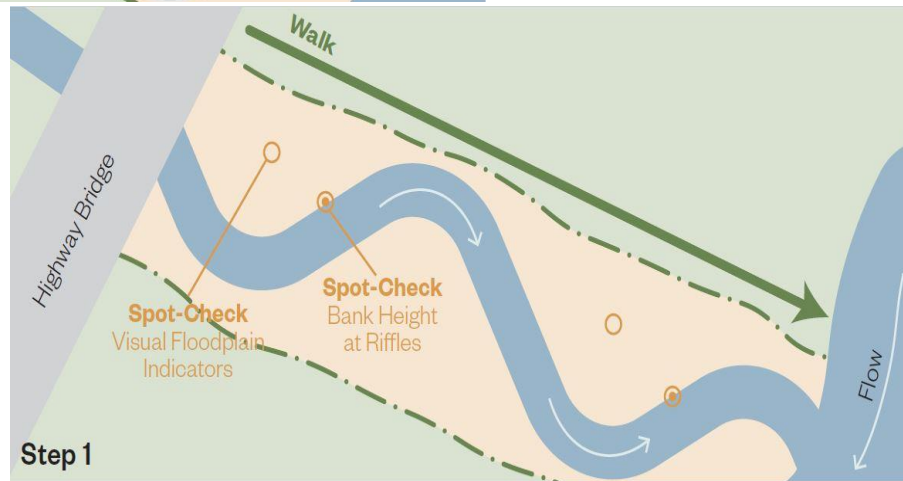 Walk
Highway Bridge
Spot-Check
Visual Floodplain
Indicators
Spot-Check
Bank Height
at Riffles
Flow
Step 1